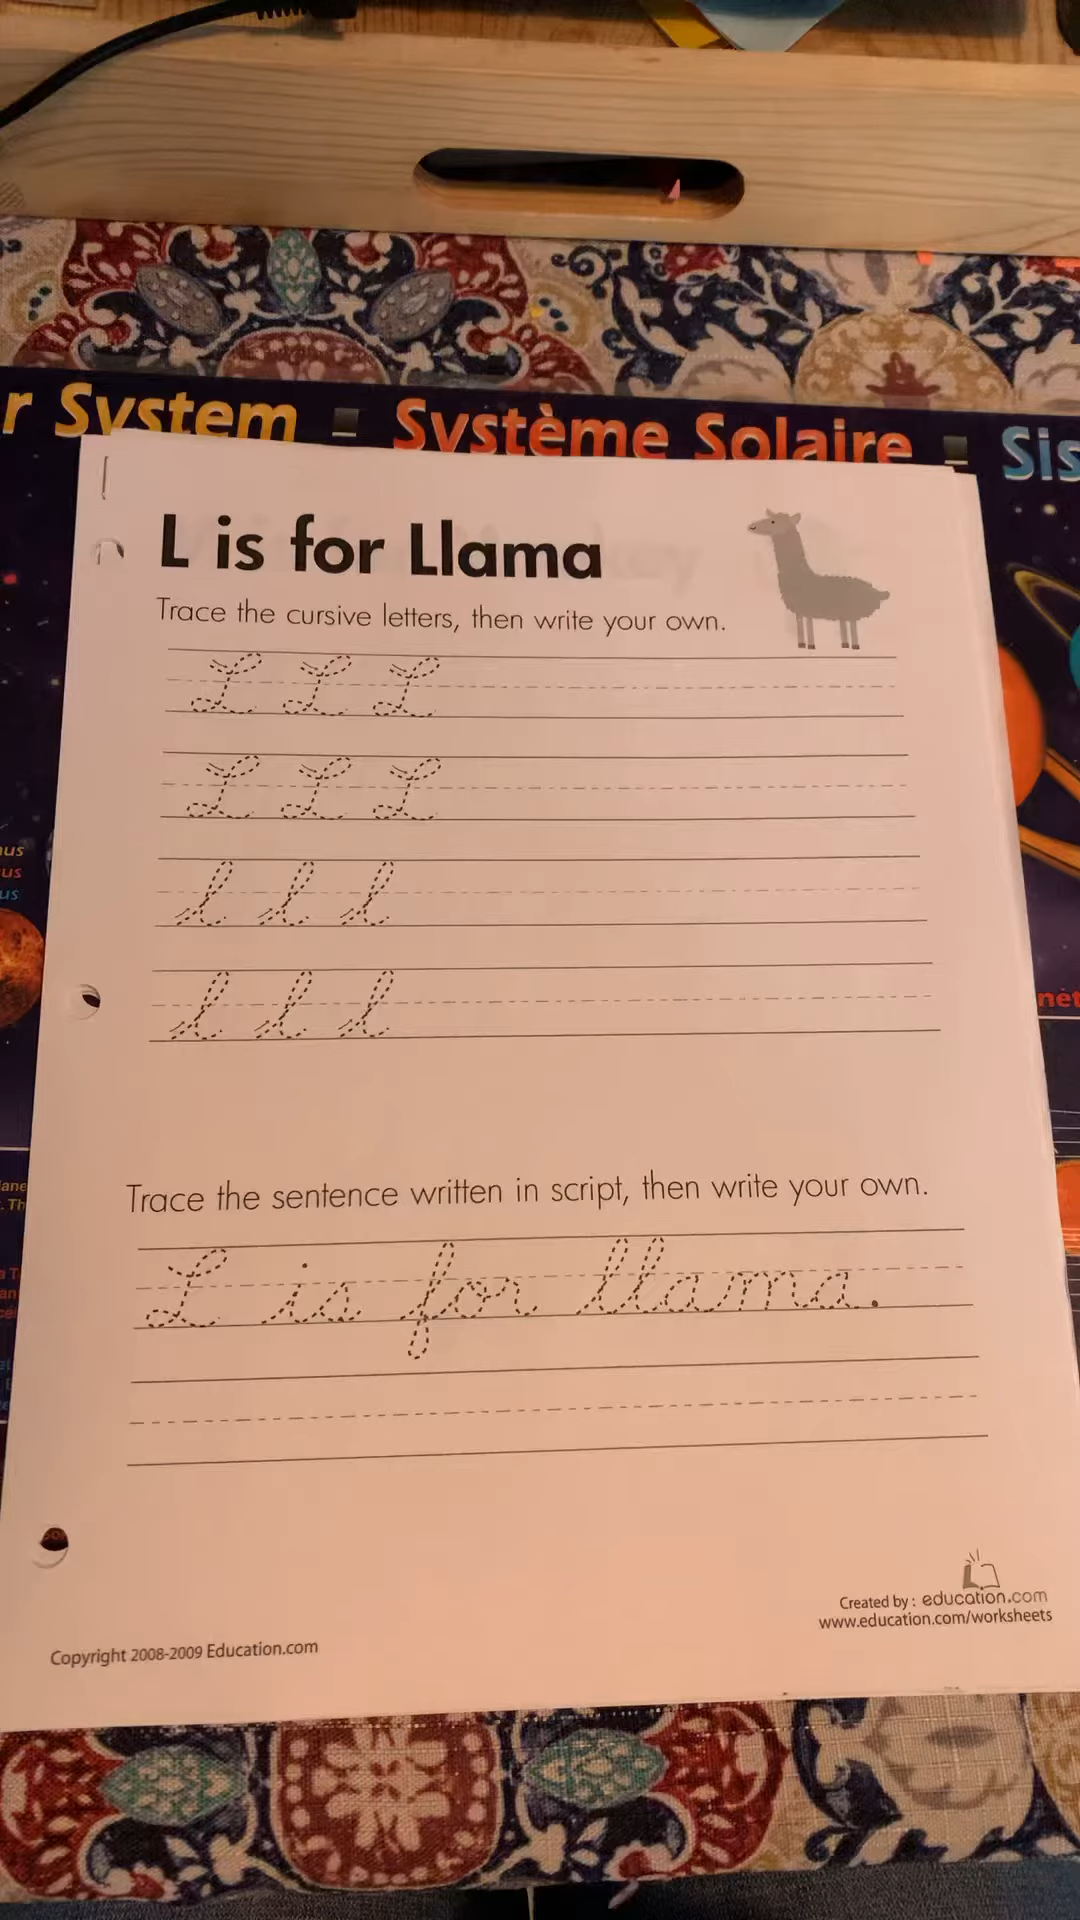 r System - Système Solaire - Sis
L is for Llama
Trace the cursive letters, then write your own.
L L L
L L L
l l l
l l l
Trace the sentence written in script, then write your own.
L is for llama.
Created by : education.com
www.education.com/worksheets
Copyright 2008-2009 Education.com